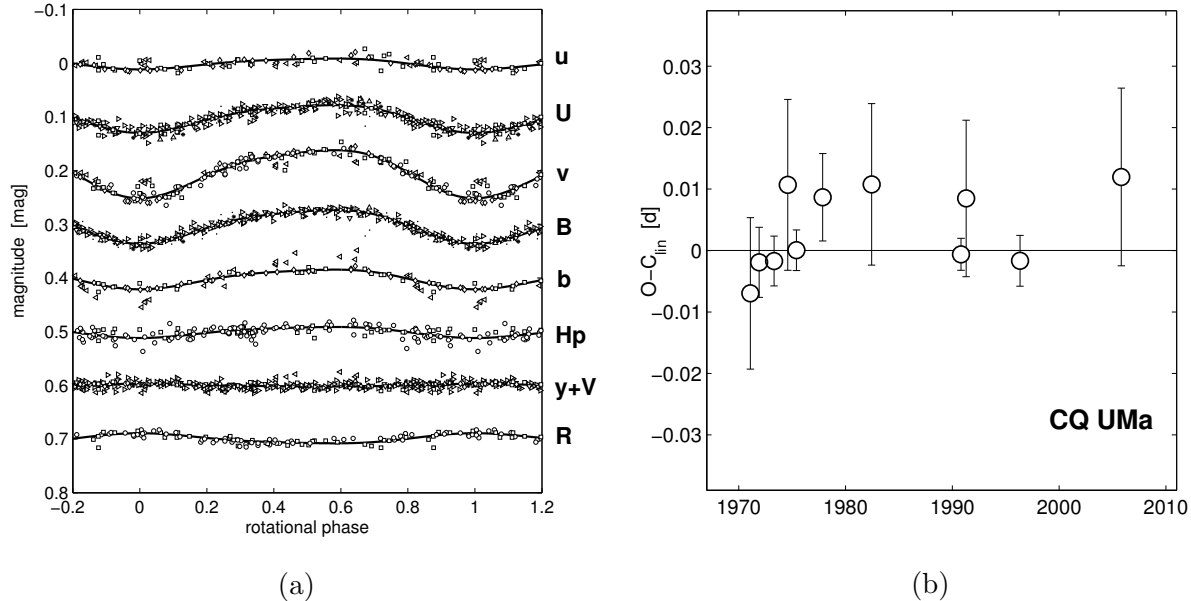 −0.1
0
0.1
0.2
0.3
0.4
0.5
0.6
0.7
0.8
magnitude [mag]
u
U
v
B
b
Hp
y+V
R
−0.2 0 0.2 0.4 0.6 0.8 1 1.2
rotational phase
(a)
0.03
0.02
0.01
0
−0.01
−0.02
−0.03
O−C_lin [d]
CQ UMa
1970 1980 1990 2000 2010
(b)